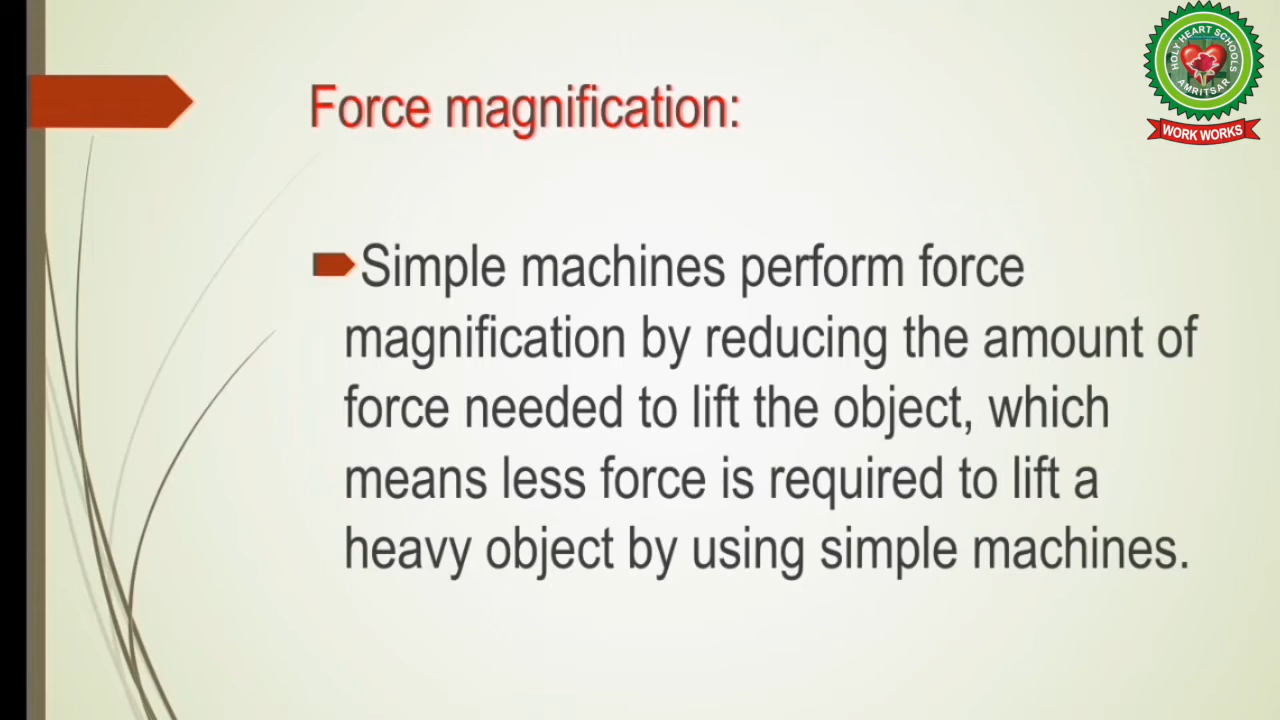 Force magnification:
Simple machines perform force
magnification by reducing the amount of
force needed to lift the object, which
means less force is required to lift a
heavy object by using simple machines.
HOLY HEART SCHOOLS
AMRITSAR
WORK WORKS